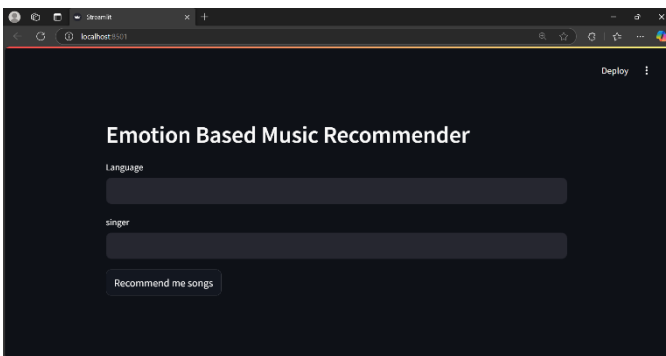 Streamlit
localhost:8501
Deploy
Emotion Based Music Recommender
Language
singer
Recommend me songs